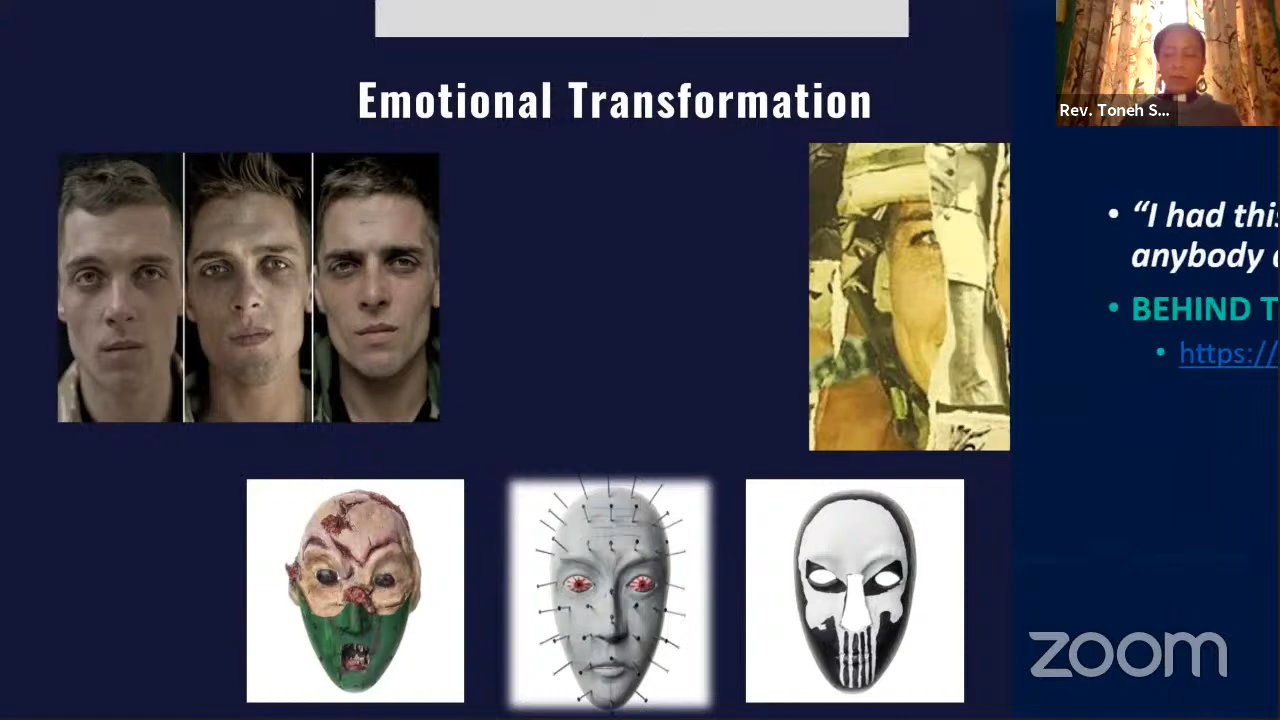 Emotional Transformation
Rev. Toneh S...
• “I had this
anybody
• BEHIND T
• https://
zoom